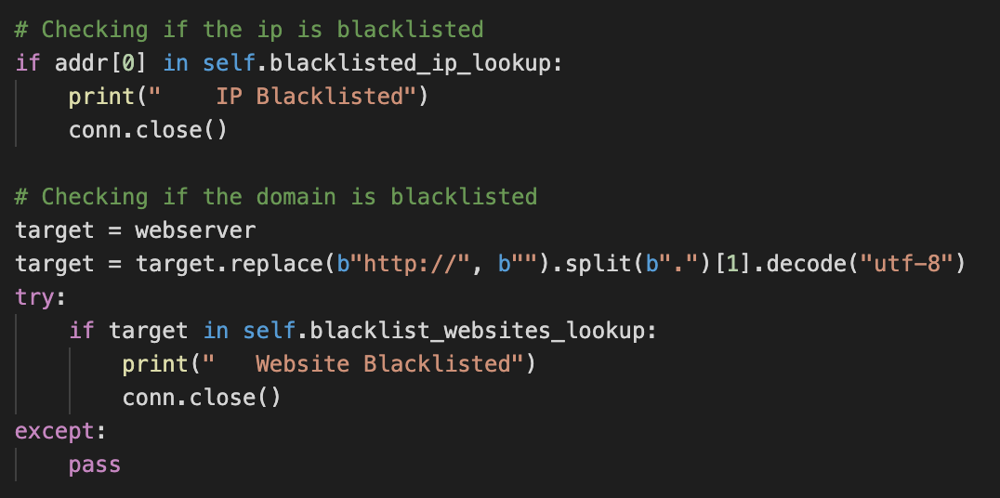 # Checking if the ip is blacklisted
if addr[0] in self.blacklisted_ip_lookup:
    print("    IP Blacklisted")
    conn.close()

# Checking if the domain is blacklisted
target = webserver
target = target.replace(b"http://", b"").split(b".")[1].decode("utf-8")
try:
    if target in self.blacklist_websites_lookup:
        print("   Website Blacklisted")
        conn.close()
except:
    pass